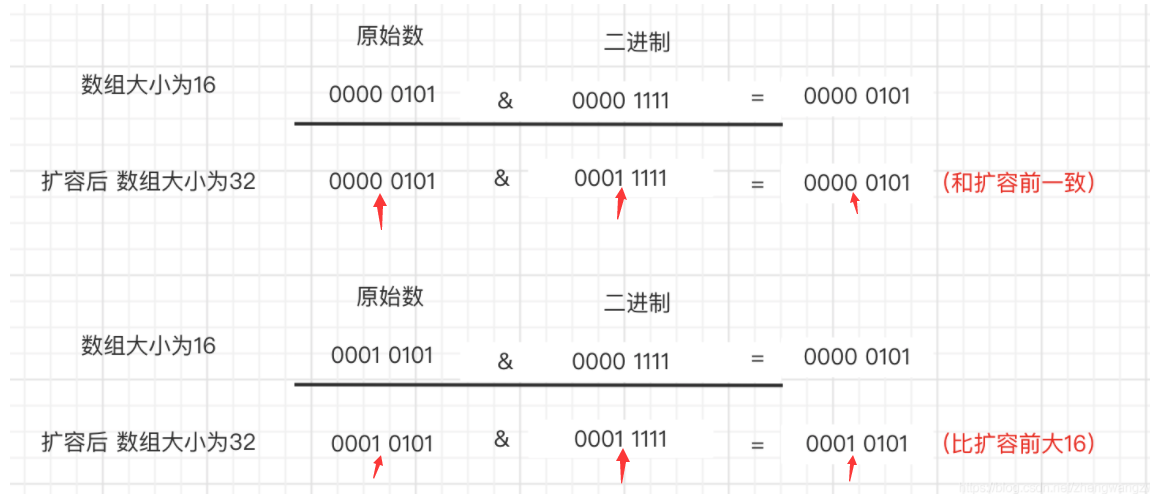 原始数 二进制
数组大小为16 0000 0101 & 0000 1111 = 0000 0101
扩容后 数组大小为32 0000 0101 & 0001 1111 = 0000 0101 (和扩容前一致)
原始数 二进制
数组大小为16 0001 0101 & 0000 1111 = 0000 0101
扩容后 数组大小为32 0001 0101 & 0001 1111 = 0001 0101 (比扩容前大16)